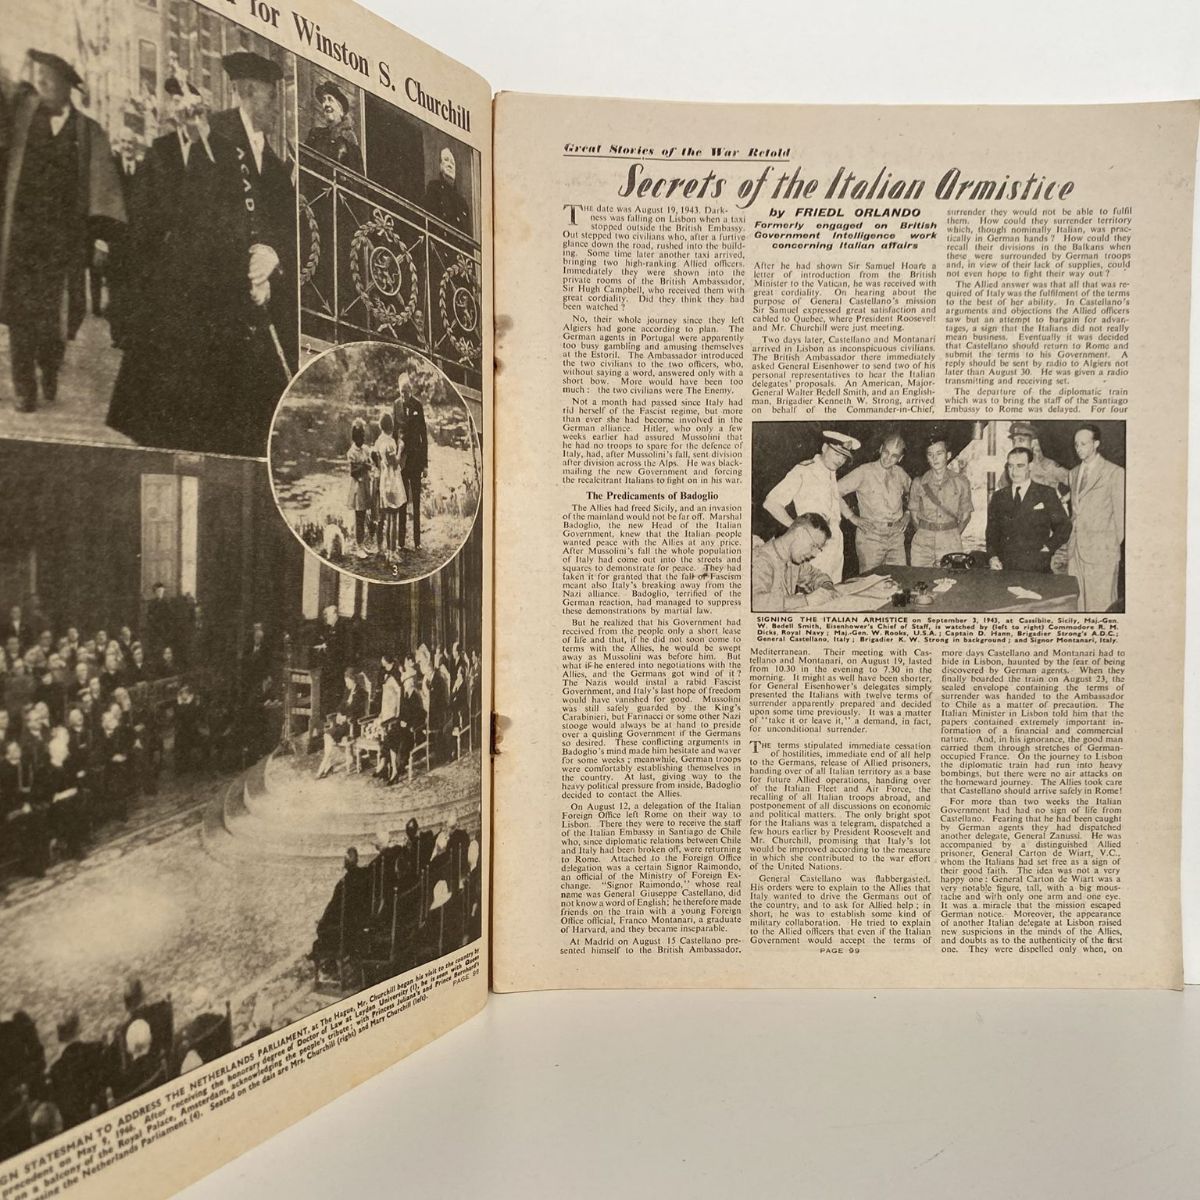 for Winston S. Churchill
GN STATESMAN TO ADDRESS THE NETHERLANDS PARLIAMENT, at The Hague, Mr. Churchill began his visit to the country by
precedent on May 9, 1946. After receiving the honorary degree of Doctor of Law at Leyden University (1), he is seen with Queen
on a balcony of the Royal Palace, Amsterdam, acknowledging the people's tribute; with Princess Juliana's and Prince Bernhard's
the Netherlands Parliament (4). Seated on the dais are Mrs. Churchill (right) and Mary Churchill (left).
PAGE 98
3
Great Stories of the War Retold
Secrets of the Italian Armistice
THE date was August 19, 1943. Dark-
ness was falling on Lisbon when a taxi
stopped outside the British Embassy.
Out stepped two civilians who, after a furtive
glance down the road, rushed into the build-
ing. Some time later another taxi arrived,
bringing two high-ranking Allied officers.
Immediately they were shown into the
private rooms of the British Ambassador,
Sir Hugh Campbell, who received them with
great cordiality. Did they think they had
been watched?
No, their whole journey since they left
Algiers had gone according to plan. The
German agents in Portugal were apparently
too busy gambling and amusing themselves
at the Estoril. The Ambassador introduced
the two civilians to the two officers, who,
without saying a word, answered only with a
short bow. More would have been too
much: the two civilians were The Enemy.
Not a month had passed since Italy had
rid herself of the Fascist regime, but more
than ever she had become involved in the
German alliance. Hitler, who only a few
weeks earlier had assured Mussolini that
he had no troops to spare for the defence of
Italy, had, after Mussolini's fall, sent division
after division across the Alps. He was black-
mailing the new Government and forcing
the recalcitrant Italians to fight on in his war.
The Predicaments of Badoglio
The Allies had freed Sicily, and an invasion
of the mainland would not be far off. Marshal
Badoglio, the new Head of the Italian
Government, knew that the Italian people
wanted peace with the Allies at any price.
After Mussolini's fall the whole population
of Italy had come out into the streets and
squares to demonstrate for peace. They had
taken it for granted that the fall of Fascism
meant also Italy's breaking away from the
Nazi alliance. Badoglio, terrified of the
German reaction, had managed to suppress
these demonstrations by martial law.
But he realized that his Government had
received from the people only a short lease
of life and that, if he did not soon come to
terms with the Allies, he would be swept
away as Mussolini was before him. But
what if he entered into negotiations with the
Allies, and the Germans got wind of it?
The Nazis would instal a rabid Fascist
Government, and Italy's last hope of freedom
would have vanished for good. Mussolini
was still safely guarded by the King's
Carabinieri, but Farinacci or some other Nazi
stooge would always be at hand to preside
over a quisling Government if the Germans
so desired. These conflicting arguments in
Badoglio's mind made him hesitate and waver
for some weeks; meanwhile, German troops
were comfortably establishing themselves in
the country. At last, giving way to the
heavy political pressure from inside, Badoglio
decided to contact the Allies.
On August 12, a delegation of the Italian
Foreign Office left Rome on their way to
Lisbon. There they were to receive the staff
of the Italian Embassy in Santiago de Chile
who, since diplomatic relations between Chile
and Italy had been broken off, were returning
to Rome. Attached to the Foreign Office
delegation was a certain Signor Raimondo,
an official of the Ministry of Foreign Ex-
change. "Signor Raimondo," whose real
name was General Giuseppe Castellano, did
not know a word of English; he therefore made
friends on the train with a young Foreign
Office official, Franco Montanari, a graduate
of Harvard, and they became inseparable.
At Madrid on August 15 Castellano pre-
sented himself to the British Ambassador.
by FRIEDL ORLANDO
Formerly engaged on British
Government Intelligence work
concerning Italian affairs
After he had shown Sir Samuel Hoare a
letter of introduction from the British
Minister to the Vatican, he was received with
great cordiality. On hearing about the
purpose of General Castellano's mission
Sir Samuel expressed great satisfaction and
cabled to Quebec, where President Roosevelt
and Mr. Churchill were just meeting.
Two days later, Castellano and Montanari
arrived in Lisbon as inconspicuous civilians.
The British Ambassador there immediately
asked General Eisenhower to send two of his
personal representatives to hear the Italian
delegates' proposals. An American, Major-
General Walter Bedell Smith, and an English-
man, Brigadier Kenneth W. Strong, arrived
on behalf of the Commander-in-Chief,
surrender they would not be able to fulfil
them. How could they surrender territory
which, though nominally Italian, was prac-
tically in German hands? How could they
recall their divisions in the Balkans when
these were surrounded by German troops
and, in view of their lack of supplies, could
not even hope to fight their way out?
The Allied answer was that all that was re-
quired of Italy was the fulfilment of the terms
to the best of her ability. In Castellano's
arguments and objections the Allied officers
saw but an attempt to bargain for advan-
tages, a sign that the Italians did not really
mean business. Eventually it was decided
that Castellano should return to Rome and
submit the terms to his Government. A
reply should be sent by radio to Algiers not
later than August 30. He was given a radio
transmitting and receiving set.
The departure of the diplomatic train
which was to bring the staff of the Santiago
Embassy to Rome was delayed. For four
SIGNING THE ITALIAN ARMISTICE on September 3, 1943, at Cassibile, Sicily, Maj.-Gen.
W. Bedell Smith, Eisenhower's Chief of Staff, is watched by (left to right) Commodore R. M.
Dicks, Royal Navy; Maj.-Gen. W. Rooks, U.S.A.; Captain D. Hann, Brigadier Strong's A.D.C.;
General Castellano, Italy; Brigadier K. W. Strong in background; and Signor Montanari, Italy.
Mediterranean. Their meeting with Cas-
tellano and Montanari, on August 19, lasted
from 10.30 in the evening to 7.30 in the
morning. It might as well have been shorter,
for General Eisenhower's delegates simply
presented the Italians with twelve terms of
surrender apparently prepared and decided
upon some time previously. It was a matter
of "take it or leave it," a demand, in fact,
for unconditional surrender.
THE terms stipulated immediate cessation
of hostilities, immediate end of all help
to the Germans, release of Allied prisoners,
handing over of all Italian territory as a base
for future Allied operations, handing over
of the Italian Fleet and Air Force, the
recalling of all Italian troops abroad, and
postponement of all discussions on economic
and political matters. The only bright spot
for the Italians was a telegram, dispatched a
few hours earlier by President Roosevelt and
Mr. Churchill, promising that Italy's lot
would be improved according to the measure
in which she contributed to the war effort
of the United Nations.
General Castellano was flabbergasted.
His orders were to explain to the Allies that
Italy wanted to drive the Germans out of
the country, and to ask for Allied help; in
short, he was to establish some kind of
military collaboration. He tried to explain
to the Allied officers that even if the Italian
Government would accept the terms of
more days Castellano and Montanari had to
hide in Lisbon, haunted by the fear of being
discovered by German agents. When they
finally boarded the train on August 23, the
sealed envelope containing the terms of
surrender was handed to the Ambassador
to Chile as a matter of precaution. The
Italian Minister in Lisbon told him that the
papers contained extremely important in-
formation of a financial and commercial
nature. And, in his ignorance, the good man
carried them through stretches of German-
occupied France. On the journey to Lisbon
the diplomatic train had run into heavy
bombings, but there were no air attacks on
the homeward journey. The Allies took care
that Castellano should arrive safely in Rome!
For more than two weeks the Italian
Government had had no sign of life from
Castellano. Fearing that he had been caught
by German agents they had dispatched
another delegate, General Zanussi. He was
accompanied by a distinguished Allied
prisoner, General Carton de Wiart, V.C.,
whom the Italians had set free as a sign of
their good faith. The idea was not a very
happy one: General Carton de Wiart was a
very notable figure, tall, with a big mous-
tache and with only one arm and one eye.
It was a miracle that the mission escaped
German notice. Moreover, the appearance
of another Italian delegate at Lisbon raised
new suspicions in the minds of the Allies,
and doubts as to the authenticity of the first
one. They were dispelled only when, on
PAGE 99